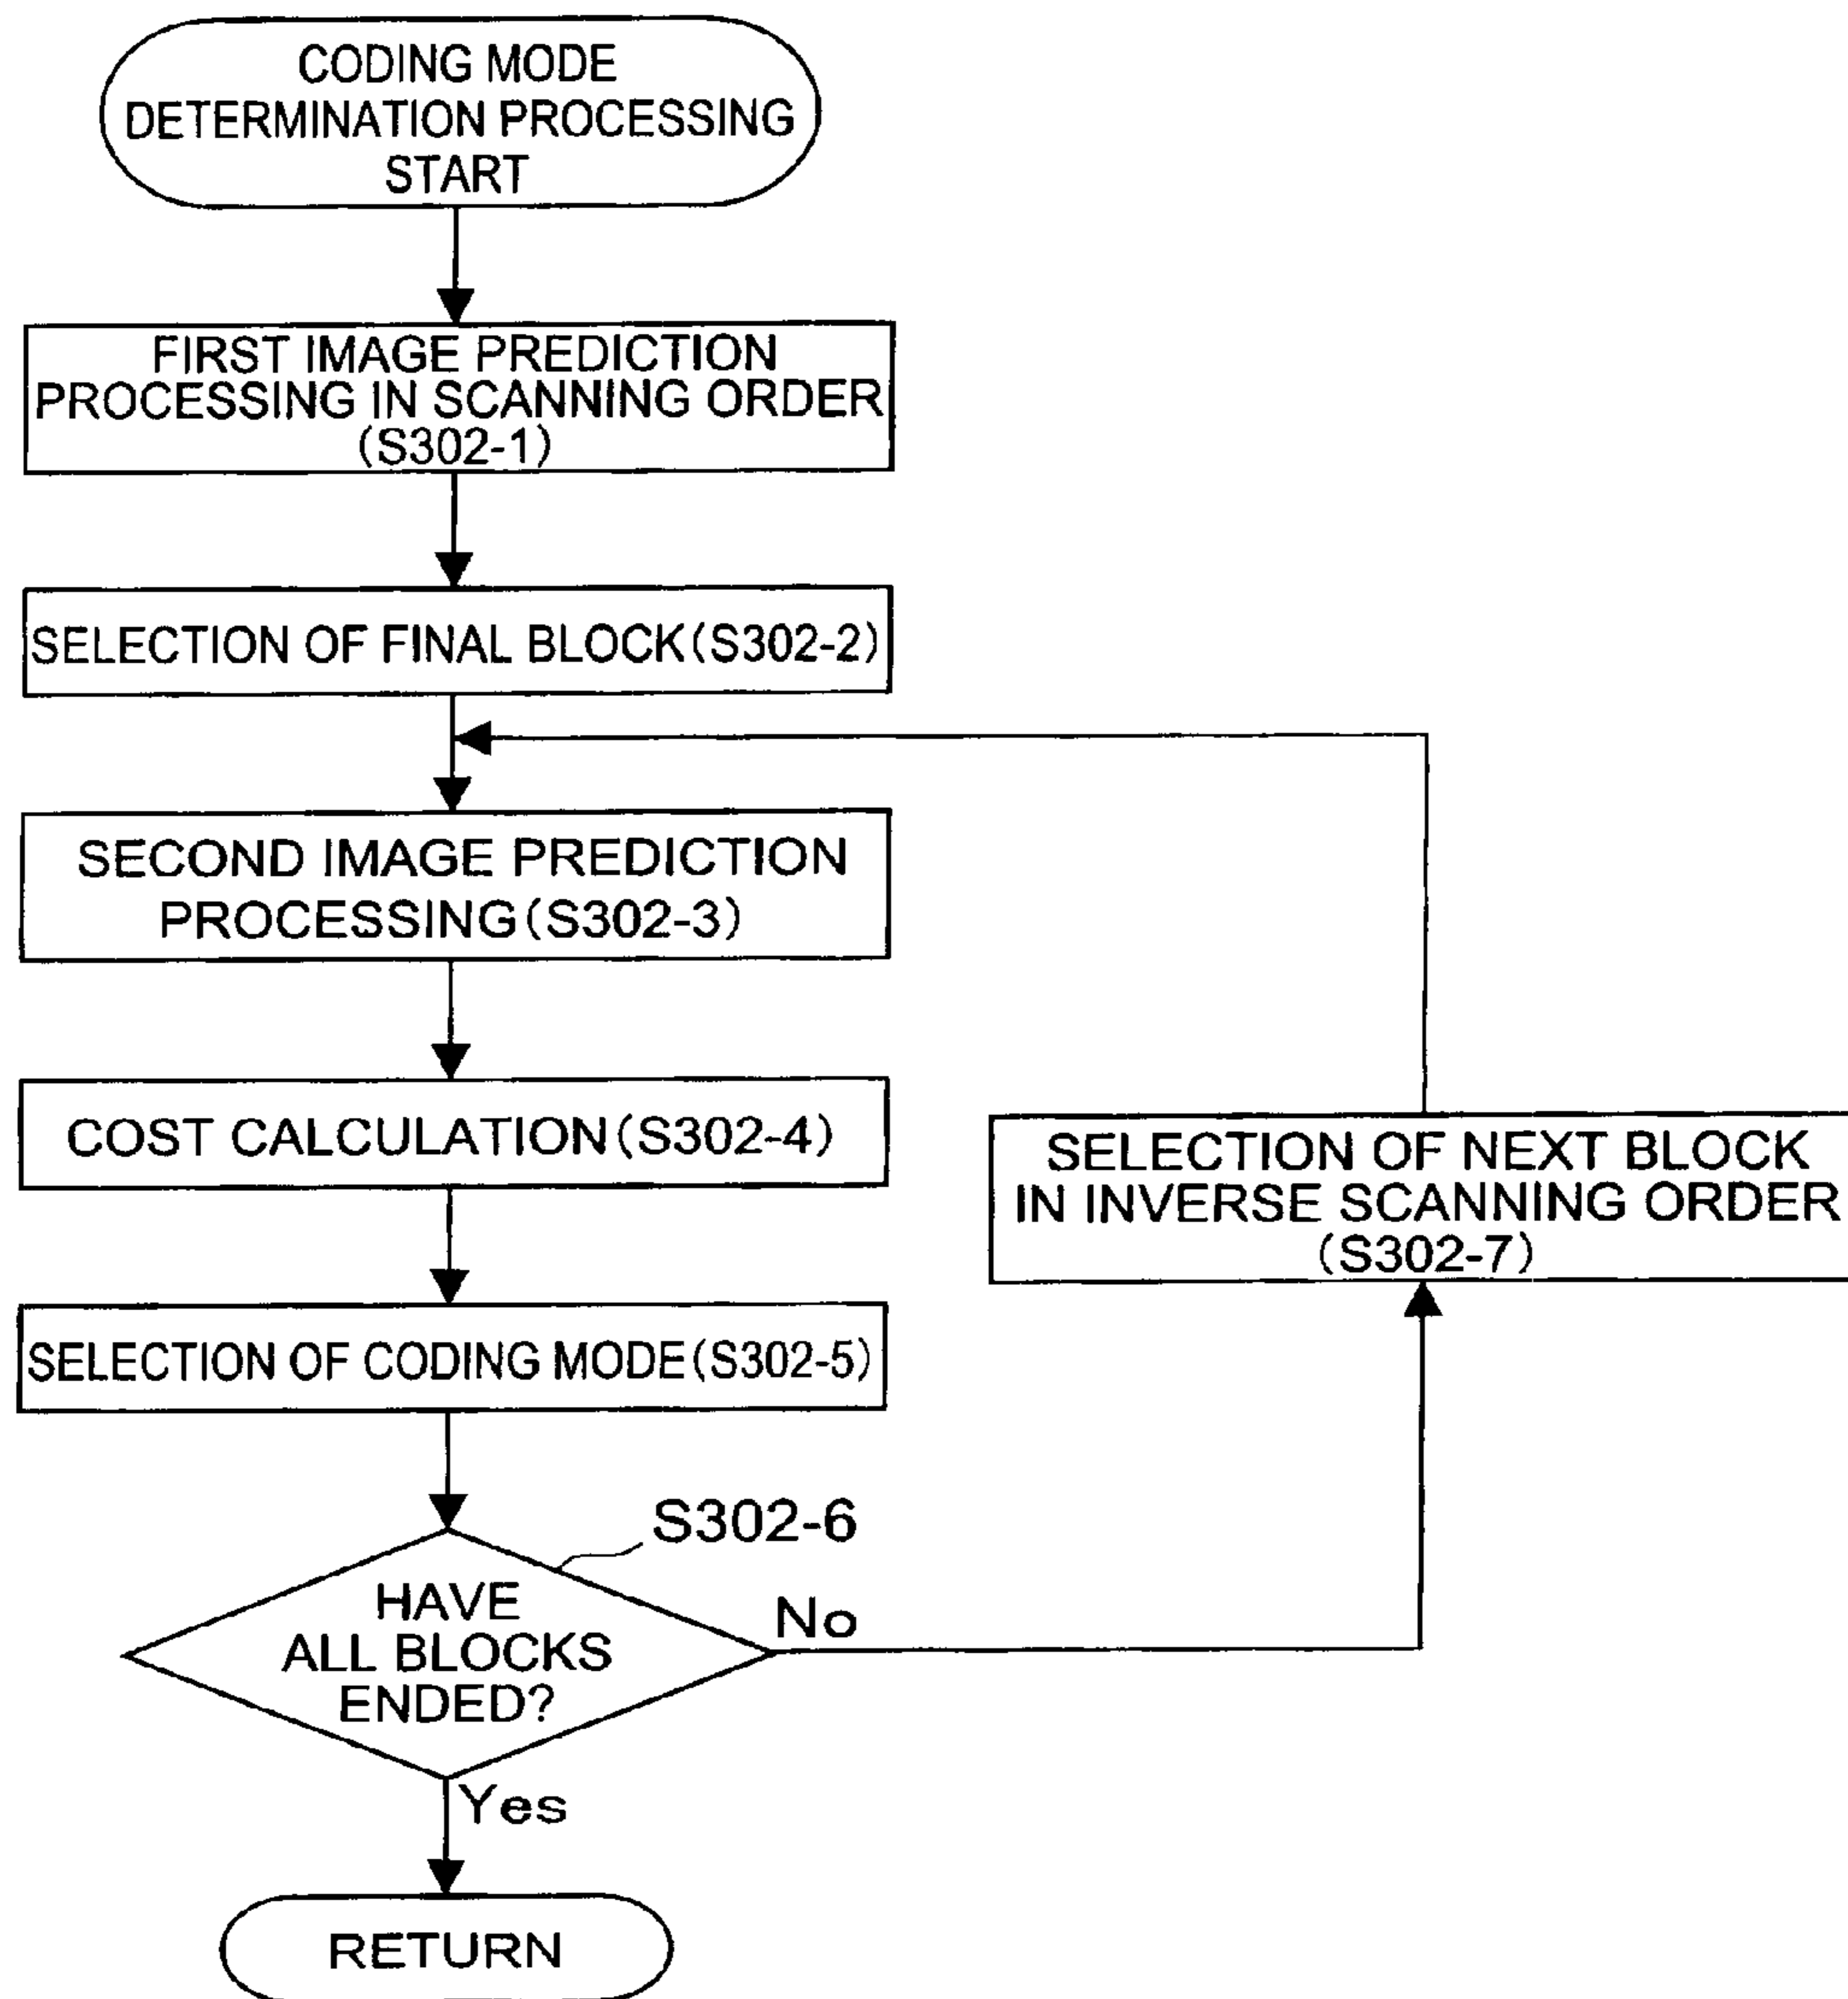 CODING MODE
DETERMINATION PROCESSING
START
FIRST IMAGE PREDICTION
PROCESSING IN SCANNING ORDER
(S302-1)
SELECTION OF FINAL BLOCK(S302-2)
SECOND IMAGE PREDICTION
PROCESSING(S302-3)
COST CALCULATION(S302-4)
SELECTION OF NEXT BLOCK
IN INVERSE SCANNING ORDER
(S302-7)
SELECTION OF CODING MODE(S302-5)
S302-6
HAVE
ALL BLOCKS
ENDED?
No
Yes
RETURN